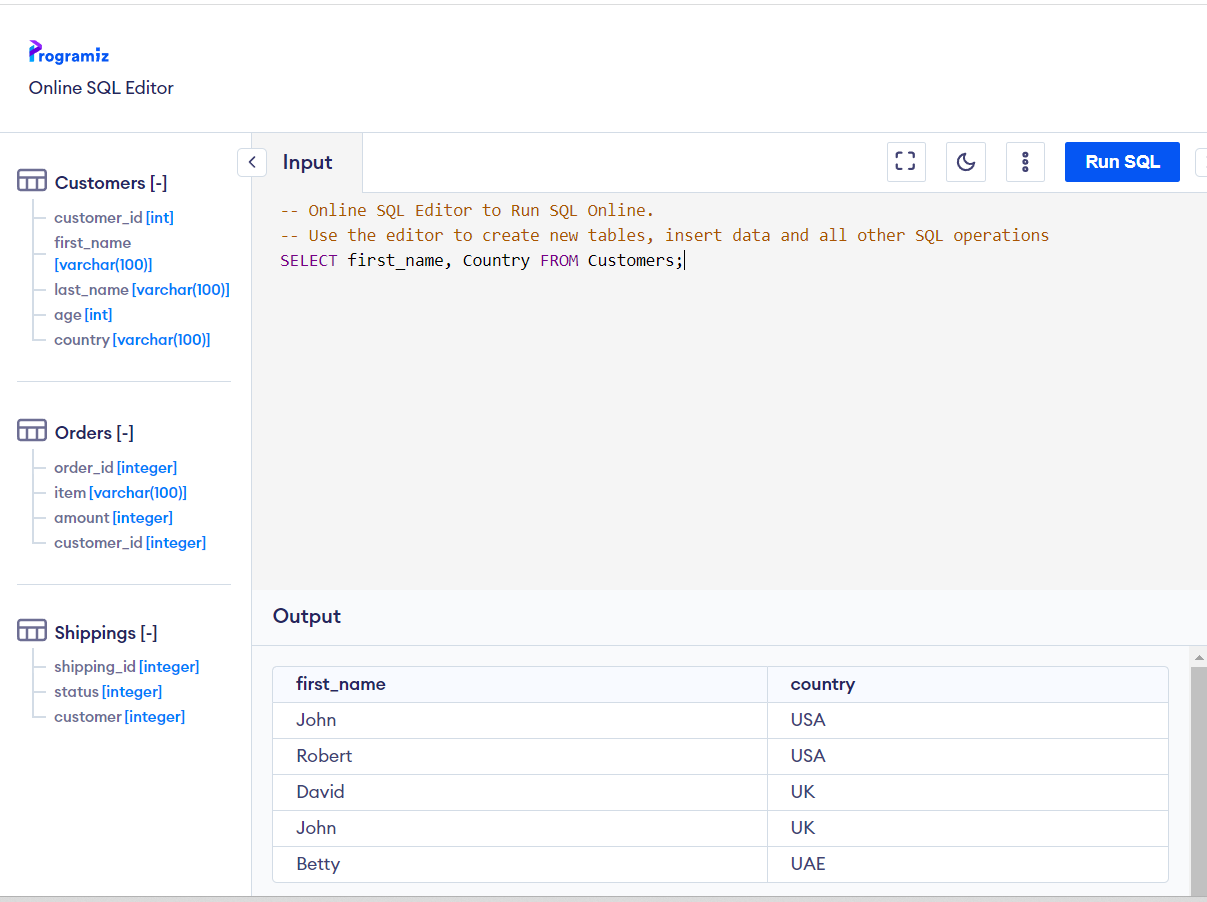 Programiz
Online SQL Editor
Customers [-]
customer_id [int]
first_name
[varchar(100)]
last_name [varchar(100)]
age [int]
country [varchar(100)]
Orders [-]
order_id [integer]
item [varchar(100)]
amount [integer]
customer_id [integer]
Shippings [-]
shipping_id [integer]
status [integer]
customer [integer]
Input
Run SQL
-- Online SQL Editor to Run SQL Online.
-- Use the editor to create new tables, insert data and all other SQL operations
SELECT first_name, Country FROM Customers;
Output
first_name country
John USA
Robert USA
David UK
John UK
Betty UAE